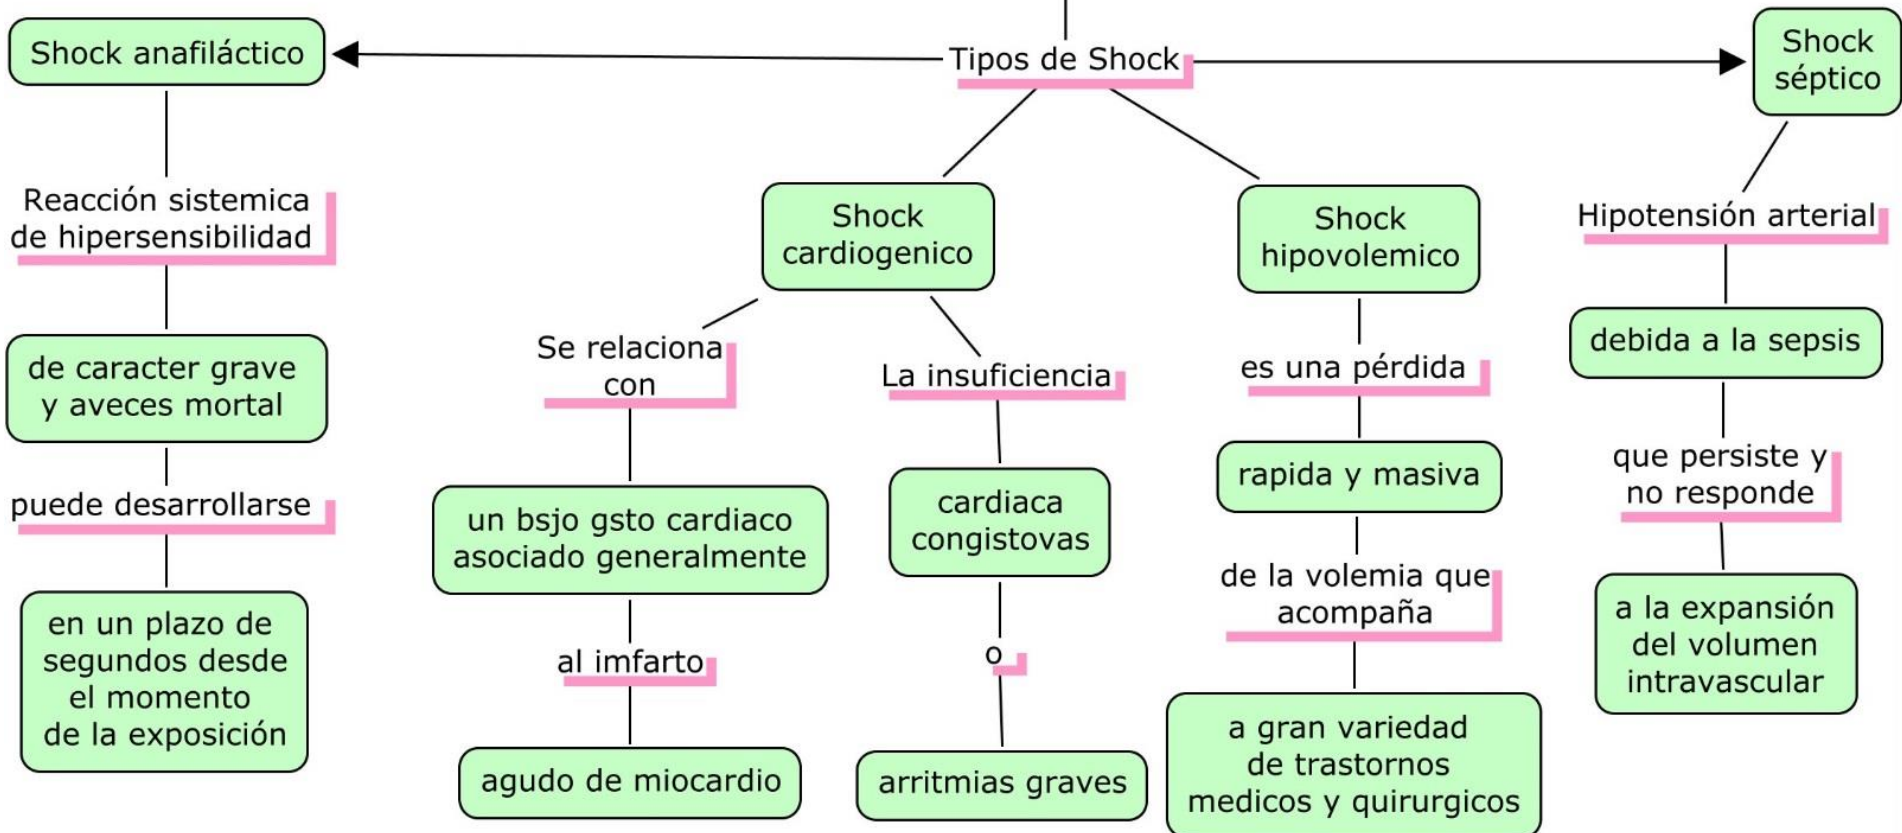 Tipos de Shock
Shock anafiláctico
Reacción sistemica
de hipersensibilidad
de caracter grave
y aveces mortal
puede desarrollarse
en un plazo de
segundos desde
el momento
de la exposición
Shock
cardiogenico
Se relaciona
con
un bsjo gsto cardiaco
asociado generalmente
al imfarto
agudo de miocardio
La insuficiencia
cardiaca
congistovas
o
arritmias graves
Shock
hipovolemico
es una pérdida
rapida y masiva
de la volemia que
acompaña
a gran variedad
de trastornos
medicos y quirurgicos
Shock
séptico
Hipotensión arterial
debida a la sepsis
que persiste y
no responde
a la expansión
del volumen
intravascular